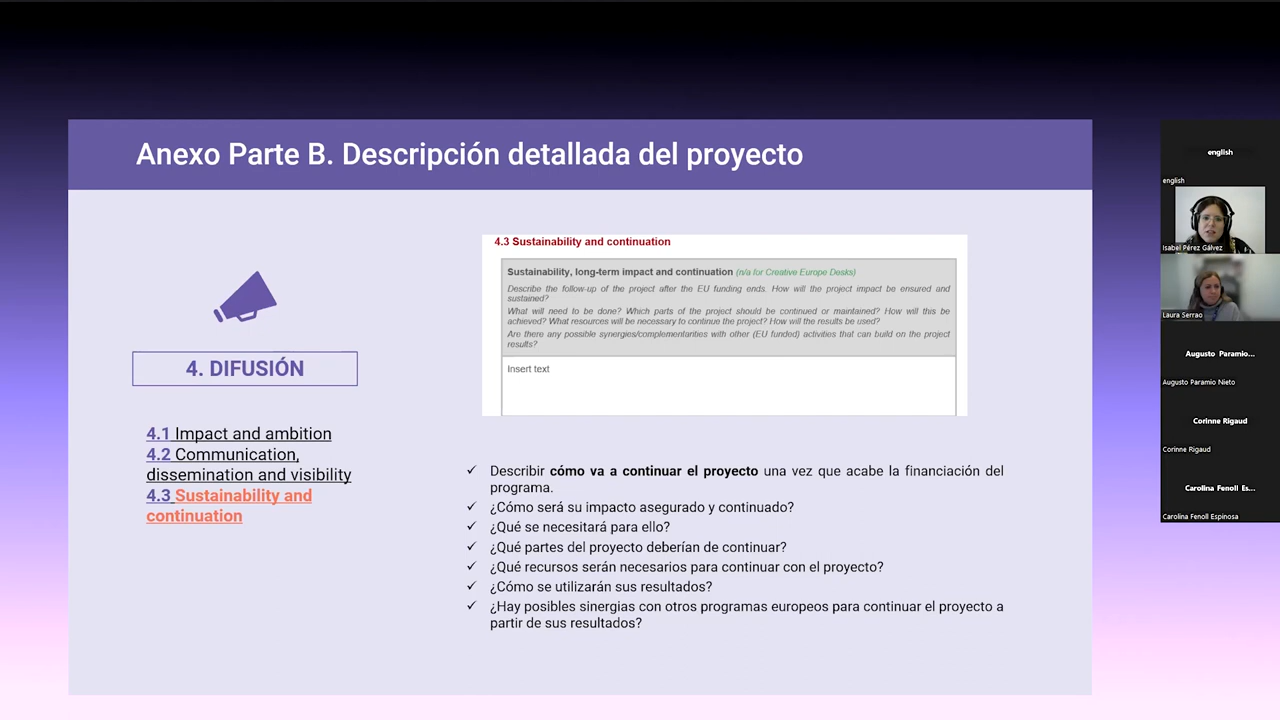 Anexo Parte B. Descripción detallada del proyecto
4. DIFUSIÓN
4.1 Impact and ambition
4.2 Communication,
dissemination and visibility
4.3 Sustainability and
continuation
4.3 Sustainability and continuation
Sustainability, long-term impact and continuation (n/a for Creative Europe Desks)
Describe the follow-up of the project after the EU funding ends. How will the project impact be ensured and
sustained?
What will need to be done? Which parts of the project should be continued or maintained? How will this be
achieved? What resources will be necessary to continue the project? How will the results be used?
Are there any possible synergies/complementarities with other (EU funded) activities that can build on the project
results?
Insert text
✓ Describir cómo va a continuar el proyecto una vez que acabe la financiación del
programa.
✓ ¿Cómo será su impacto asegurado y continuado?
✓ ¿Qué se necesitará para ello?
✓ ¿Qué partes del proyecto deberían de continuar?
✓ ¿Qué recursos serán necesarios para continuar con el proyecto?
✓ ¿Cómo se utilizarán sus resultados?
✓ ¿Hay posibles sinergias con otros programas europeos para continuar el proyecto a
partir de sus resultados?
english
english
Isabel Pérez Gálvez
Laura Serrao
Augusto Paramio...
Augusto Paramio Nieto
Corinne Rigaud
Corinne Rigaud
Carolina Fenoll Es...
Carolina Fenoll Espinosa